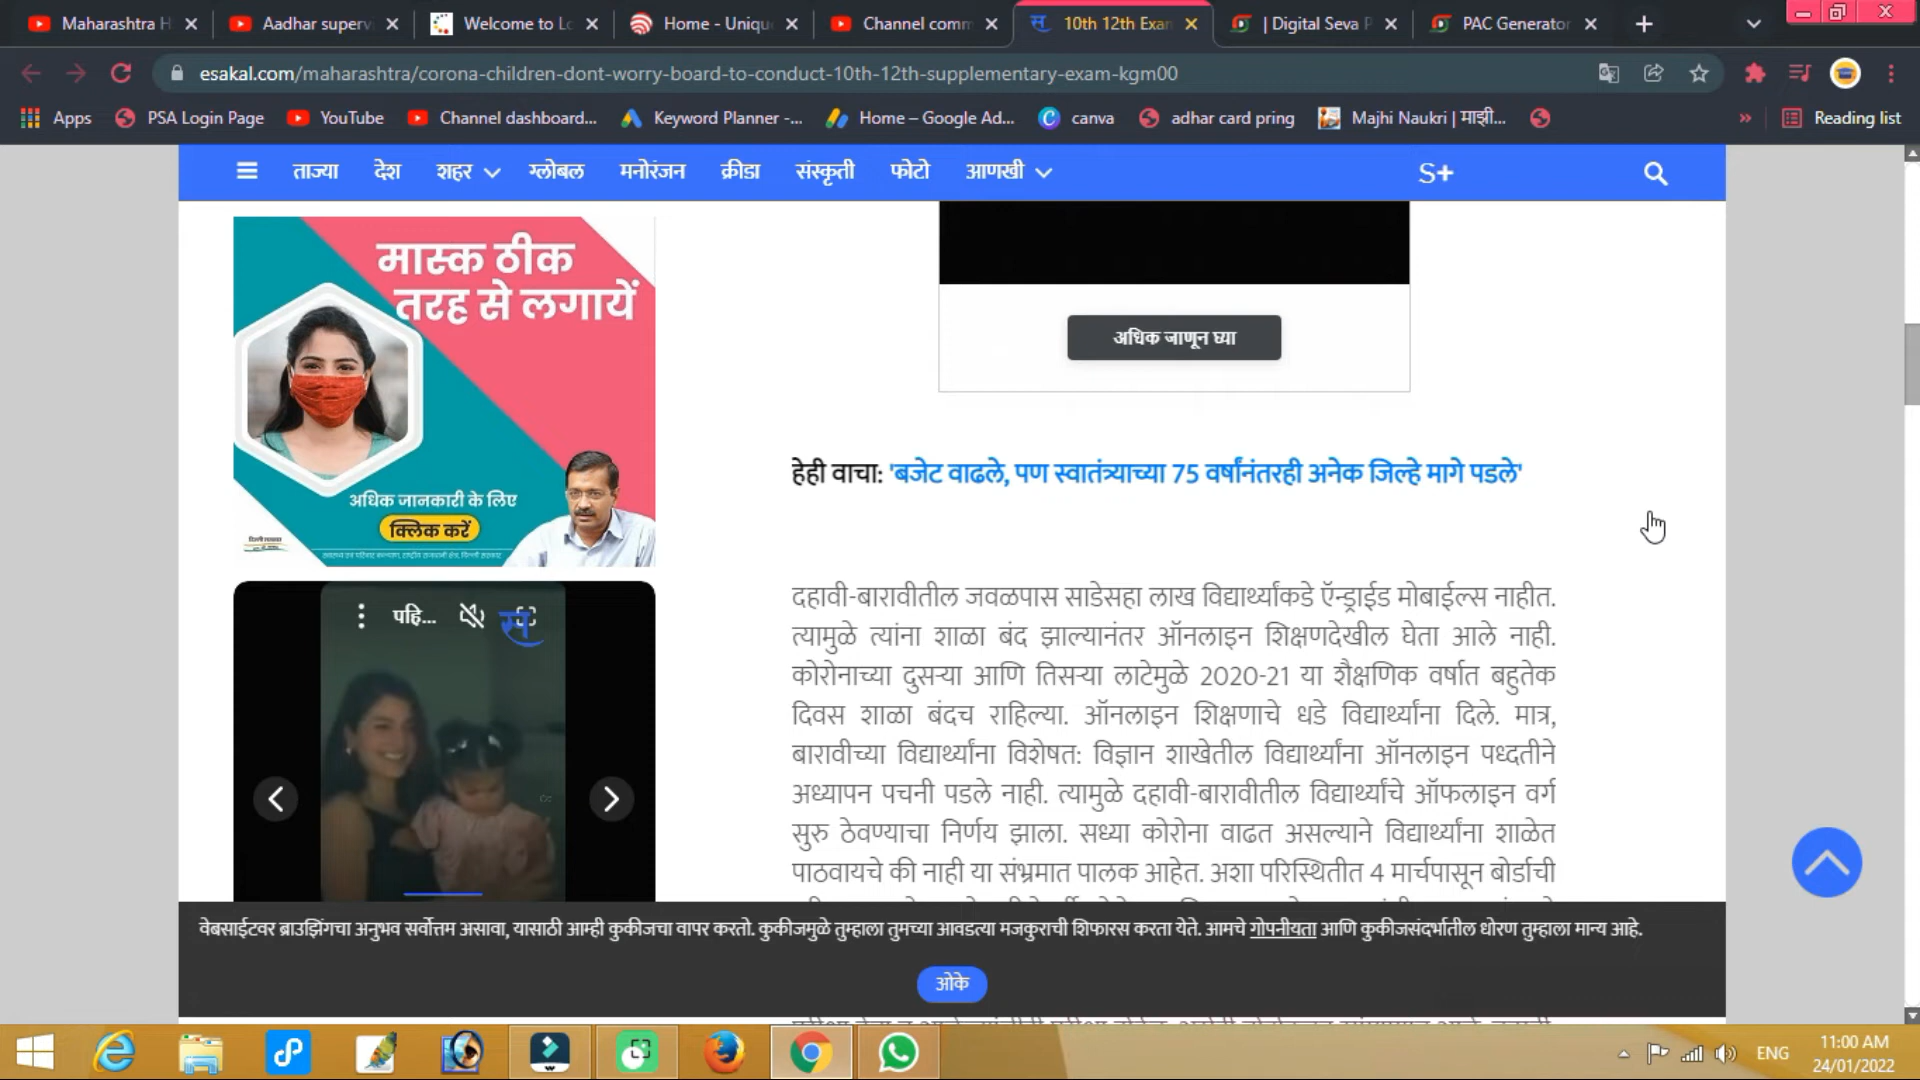 Maharashtra H
Aadhar superv
Welcome to Lo
Home - Uniqu
Channel comm
10th 12th Exam
| Digital Seva P
PAC Generator
esakal.com/maharashtra/corona-children-dont-worry-board-to-conduct-10th-12th-supplementary-exam-kgm00
Apps
PSA Login Page
YouTube
Channel dashboard...
Keyword Planner -...
Home – Google Ad...
canva
adhar card pring
Majhi Naukri | माझी...
Reading list
ताज्या देश शहर ग्लोबल मनोरंजन क्रीडा संस्कृती फोटो आणखी S+
मास्क ठीक
तरह से लगायें
अधिक जानकारी के लिए
क्लिक करें
अधिक जाणून घ्या
हेही वाचा: 'बजेट वाढले, पण स्वातंत्र्याच्या 75 वर्षांनंतरही अनेक जिल्हे मागे पडले'
पहि...
स
दहावी-बारावीतील जवळपास साडेसहा लाख विद्यार्थ्यांकडे ऍन्ड्राईड मोबाईल्स नाहीत.
त्यामुळे त्यांना शाळा बंद झाल्यानंतर ऑनलाइन शिक्षणदेखील घेता आले नाही.
कोरोनाच्या दुसऱ्या आणि तिसऱ्या लाटेमुळे 2020-21 या शैक्षणिक वर्षात बहुतेक
दिवस शाळा बंदच राहिल्या. ऑनलाइन शिक्षणाचे धडे विद्यार्थ्यांना दिले. मात्र,
बारावीच्या विद्यार्थ्यांना विशेषत: विज्ञान शाखेतील विद्यार्थ्यांना ऑनलाइन पध्दतीने
अध्यापन पचनी पडले नाही. त्यामुळे दहावी-बारावीतील विद्यार्थ्यांचे ऑफलाइन वर्ग
सुरु ठेवण्याचा निर्णय झाला. सध्या कोरोना वाढत असल्याने विद्यार्थ्यांना शाळेत
पाठवायचे की नाही या संभ्रमात पालक आहेत. अशा परिस्थितीत 4 मार्चपासून बोर्डाची
वेबसाईटवर ब्राउझिंगचा अनुभव सर्वोत्तम असावा, यासाठी आम्ही कुकीजचा वापर करतो. कुकीजमुळे तुम्हाला तुमच्या आवडत्या मजकुराची शिफारस करता येते. आमचे गोपनीयता आणि कुकीजसंदर्भातील धोरण तुम्हाला मान्य आहे.
ओके
ENG
11:00 AM
24/01/2022